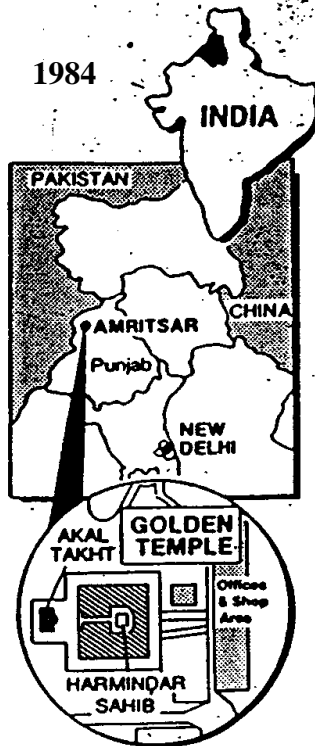 1984
INDIA
PAKISTAN
CHINA
AMRITSAR
Punjab
NEW
DELHI
AKAL
TAKHT
GOLDEN
TEMPLE
Offices
& Shop
Area
HARMINDAR
SAHIB